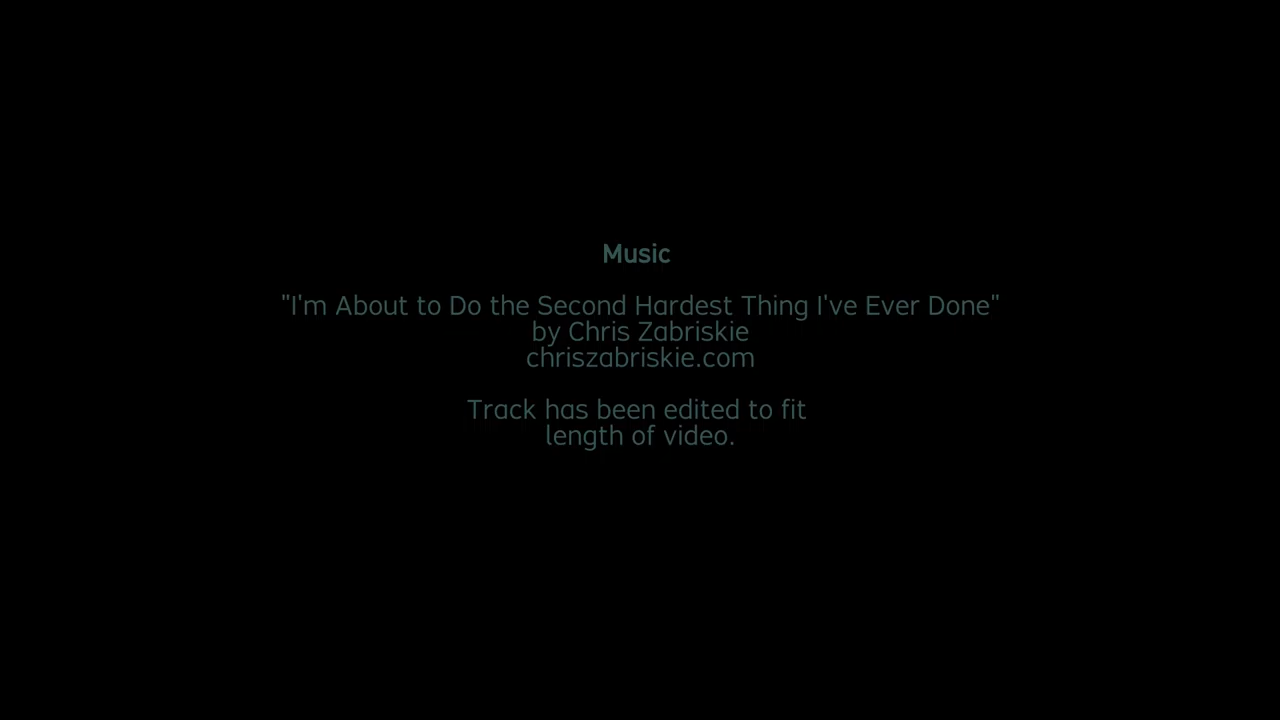 Music
"I'm About to Do the Second Hardest Thing I've Ever Done"
by Chris Zabriskie
chriszabriskie.com
Track has been edited to fit
length of video.